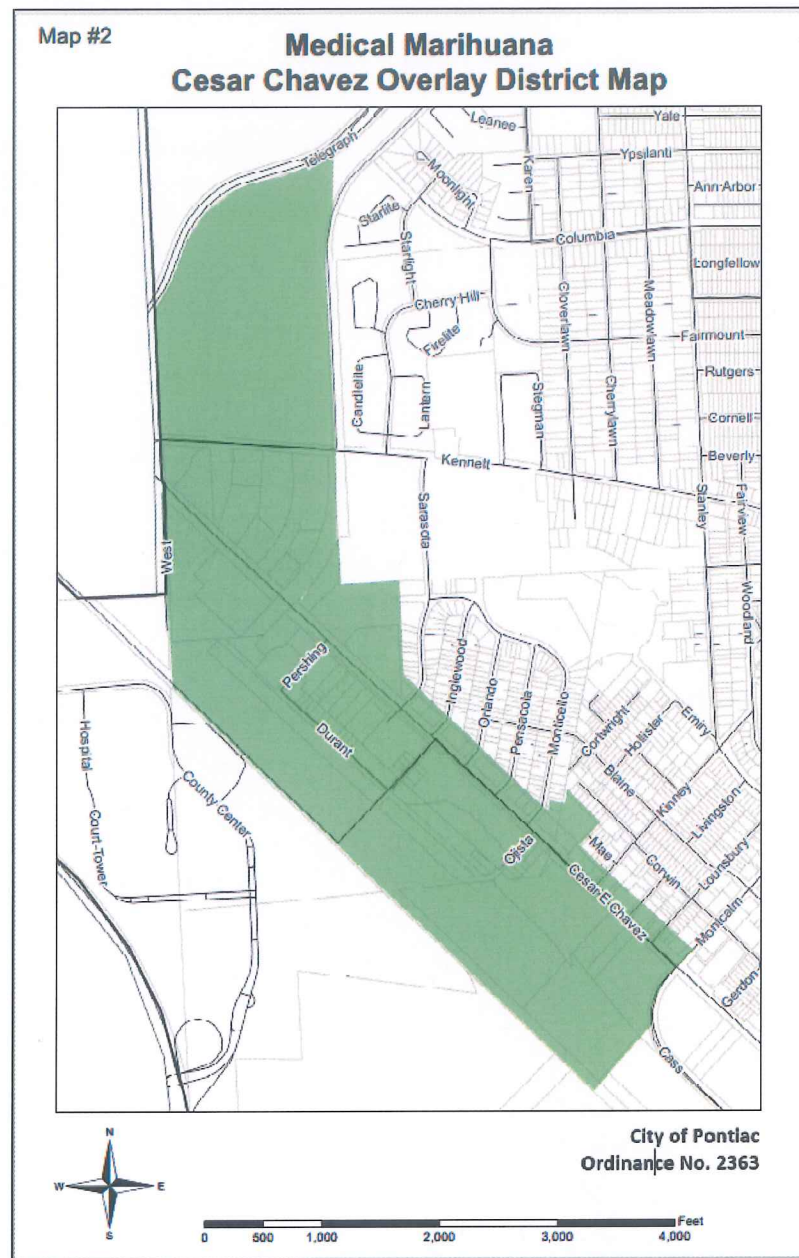 Map #2
Medical Marihuana
Cesar Chavez Overlay District Map
Telegraph
Leanee
Yale
Karen
Ypsilanti
Moonlight
Ann Arbor
Starlite
Starlight
Columbia
Longfellow
Cherry Hill
Cloverlawn
Meadowlawn
Firelite
Fairmount
Candlelite
Lantern
Stegman
Cherrylawn
Rutgers
Cornell
Beverly
Kennett
Sarasota
Stanley
Fairview
West
Woodland
Pershing
Inglewood
Orlando
Pensacola
Monticello
Cortwright
Hollister
Emiry
Durant
Blaine
Kinney
Livingston
Hospital
County Center
Court-Tower
Ojista
Mae
Corwin
Lounsbury
Cesar E Chavez
Montcalm
Gerdon
Cass
City of Pontiac
Ordinance No. 2363
N
W
E
S
Feet
0 500 1,000 2,000 3,000 4,000